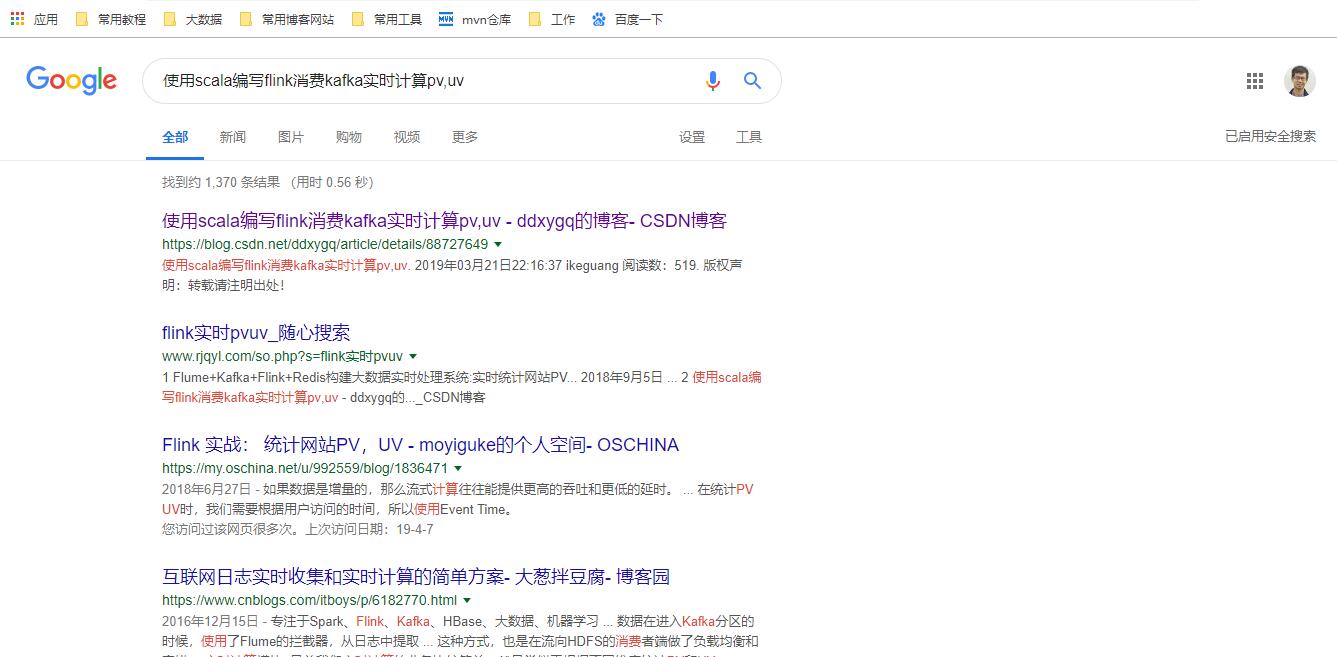 应用 常用教程 大数据 常用博客网站 常用工具 MVN mvn仓库 工作 百度一下
Google 使用scala编写flink消费kafka实时计算pv,uv
全部 新闻 图片 购物 视频 更多 设置 工具 已启用安全搜索
找到约 1,370 条结果 （用时 0.56 秒）
使用scala编写flink消费kafka实时计算pv,uv - ddxygq的博客- CSDN博客
https://blog.csdn.net/ddxygq/article/details/88727649
使用scala编写flink消费kafka实时计算pv,uv. 2019年03月21日22:16:37 ikeguang 阅读数：519. 版权声
明：转载请注明出处！
flink实时pvuv_随心搜索
www.rjqyl.com/so.php?s=flink实时pvuv
1 Flume+Kafka+Flink+Redis构建大数据实时处理系统:实时统计网站PV... 2018年9月5日 ... 2 使用scala编
写flink消费kafka实时计算pv,uv - ddxygq的..._CSDN博客
Flink 实战： 统计网站PV，UV - moyiguke的个人空间- OSCHINA
https://my.oschina.net/u/992559/blog/1836471
2018年6月27日 - 如果数据是增量的，那么流式计算往往能提供更高的吞吐和更低的延时。 ... 在统计PV
UV时，我们需要根据用户访问的时间，所以使用Event Time。
您访问过该网页很多次。上次访问日期：19-4-7
互联网日志实时收集和实时计算的简单方案- 大葱拌豆腐- 博客园
https://www.cnblogs.com/itboys/p/6182770.html
2016年12月15日 - 专注于Spark、Flink、Kafka、HBase、大数据、机器学习 ... 数据在进入Kafka分区的
时候，使用了Flume的拦截器，从日志中提取 ... 这种方式，也是在流向HDFS的消费者端做了负载均衡和